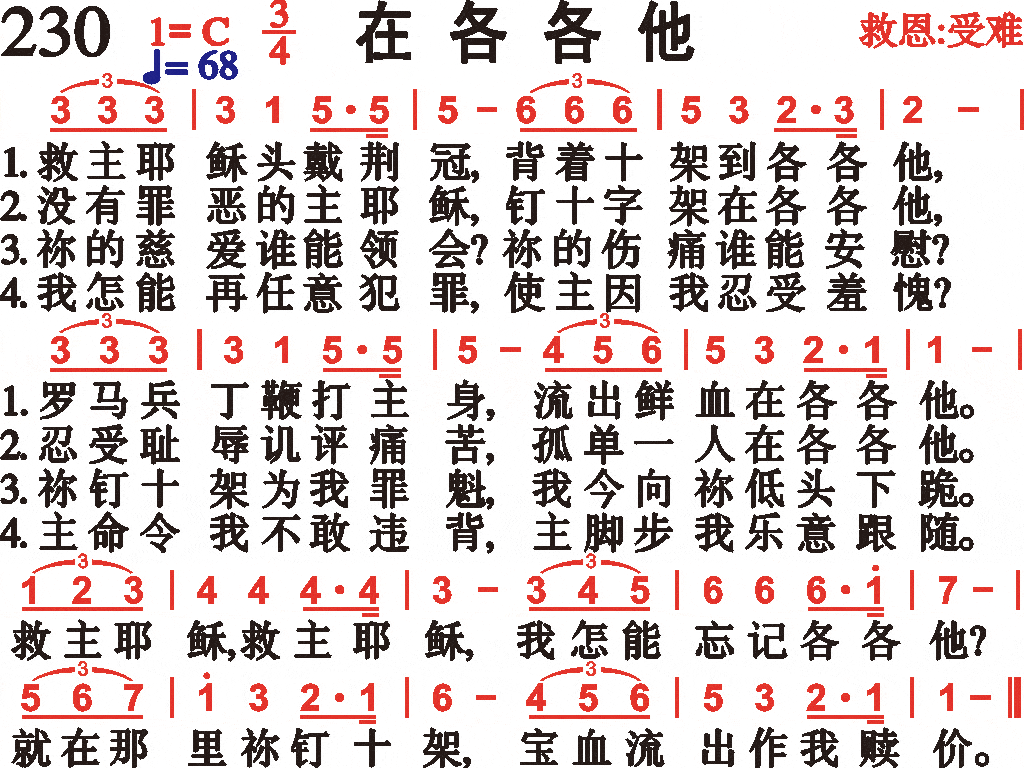 230 1=C 3/4 在各各他 救恩:受难
♩=68
3 3 3 | 3 1 5·5 | 5 – 6 6 6 | 5 3 2·3 | 2 – |
1.救主耶 稣头戴荆 冠,背着十 架到各各 他,
2.没有罪 恶的主耶 稣,钉十字 架在各各 他,
3.祢的慈 爱谁能领 会?祢的伤 痛谁能安 慰?
4.我怎能 再任意犯 罪,使主因 我忍受羞 愧?
3 3 3 | 3 1 5·5 | 5 – 4 5 6 | 5 3 2·1 | 1 – |
1.罗马兵 丁鞭打主 身,流出鲜 血在各各 他。
2.忍受耻 辱讥评痛 苦,孤单一 人在各各 他。
3.祢钉十 架为我罪 魁,我今向 祢低头下 跪。
4.主命令 我不敢违 背,主脚步 我乐意跟 随。
1 2 3 | 4 4 4·4 | 3 – 3 4 5 | 6 6 6·i | 7 – |
救主耶 稣,救主耶 稣,我怎能 忘记各各 他?
5 6 7 | i 3 2·1 | 6 – 4 5 6 | 5 3 2·1 | 1 – ‖
就在那 里祢钉十 架,宝血流 出作我赎 价。